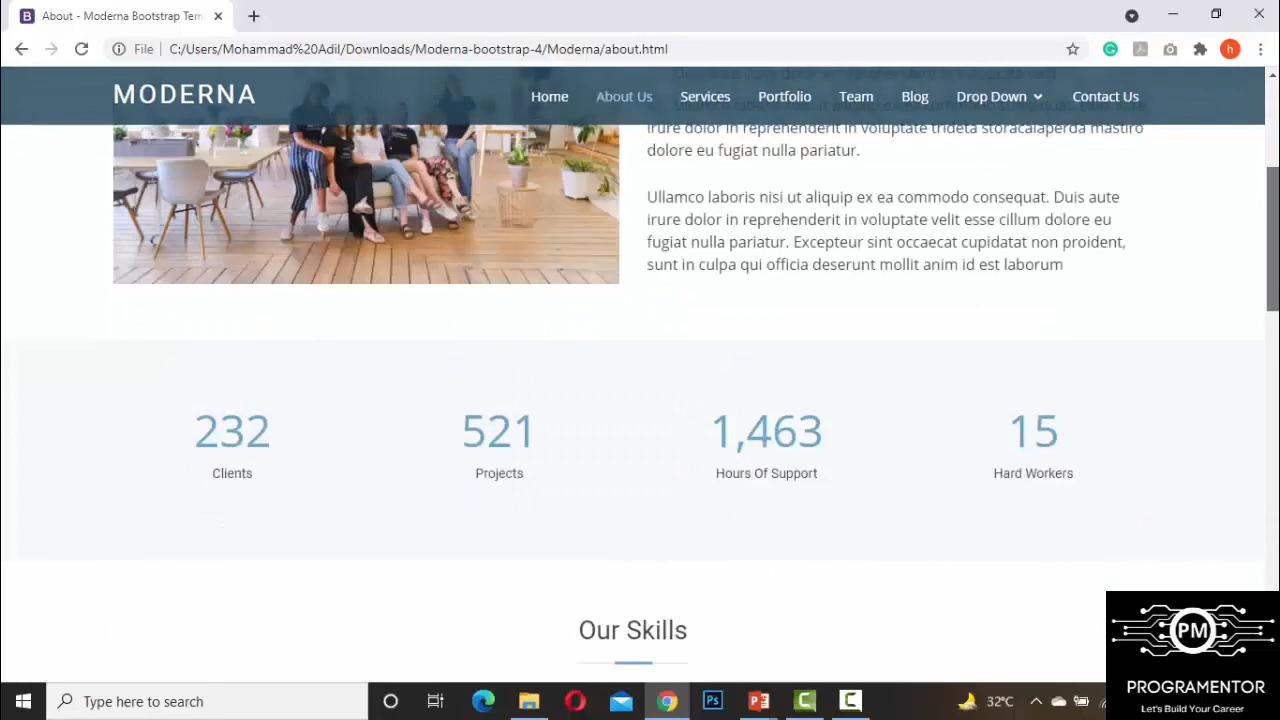 About - Moderna Bootstrap Tem
File
C:/Users/Mohammad%20Adil/Downloads/Moderna-bootstrap-4/Moderna/about.html
h
MODERNA
Home
About Us
Services
Portfolio
Team
Blog
Drop Down
Contact Us
irure dolor in reprehenderit in voluptate trideta storacalaperda mastiro
dolore eu fugiat nulla pariatur.
Ullamco laboris nisi ut aliquip ex ea commodo consequat. Duis aute
irure dolor in reprehenderit in voluptate velit esse cillum dolore eu
fugiat nulla pariatur. Excepteur sint occaecat cupidatat non proident,
sunt in culpa qui officia deserunt mollit anim id est laborum
232
521
1,463
15
Clients
Projects
Hours Of Support
Hard Workers
Our Skills
PM
PROGRAMENTOR
Let's Build Your Career
Type here to search
Ps
32°C